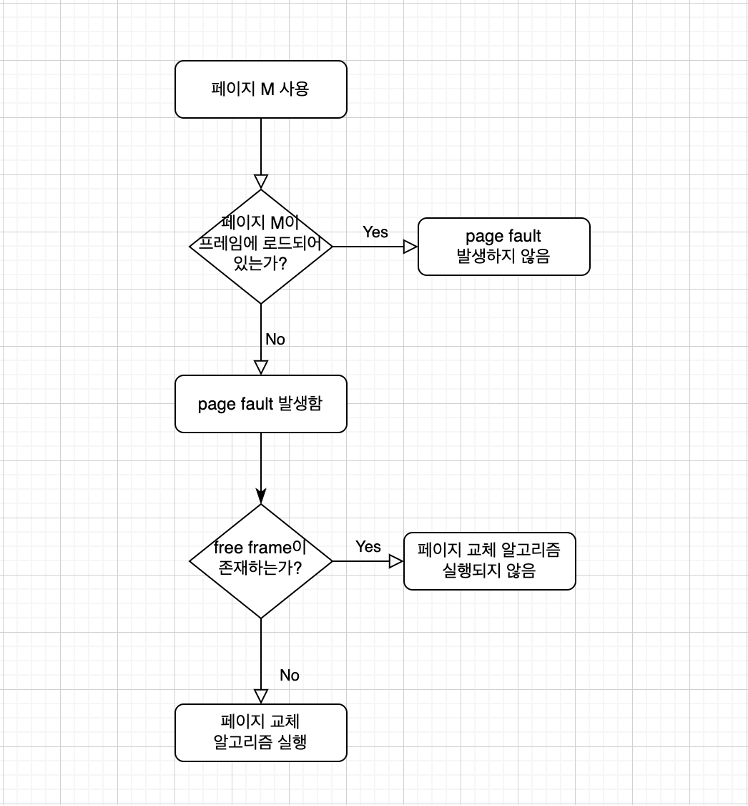 페이지 M 사용
페이지 M이
프레임에 로드되어
있는가?
Yes
page fault
발생하지 않음
No
page fault 발생함
free frame이
존재하는가?
Yes
페이지 교체 알고리즘
실행되지 않음
No
페이지 교체
알고리즘 실행